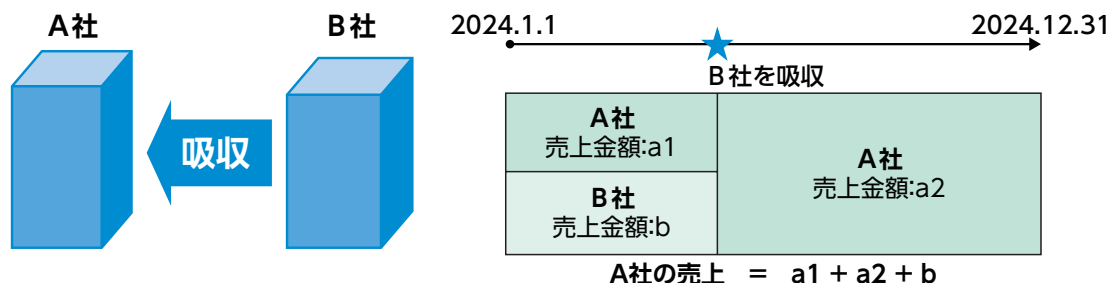 A社
B社
吸収
2024.1.1
2024.12.31
B社を吸収
A社
売上金額:a1
B社
売上金額:b
A社
売上金額:a2
A社の売上 = a1 + a2 + b